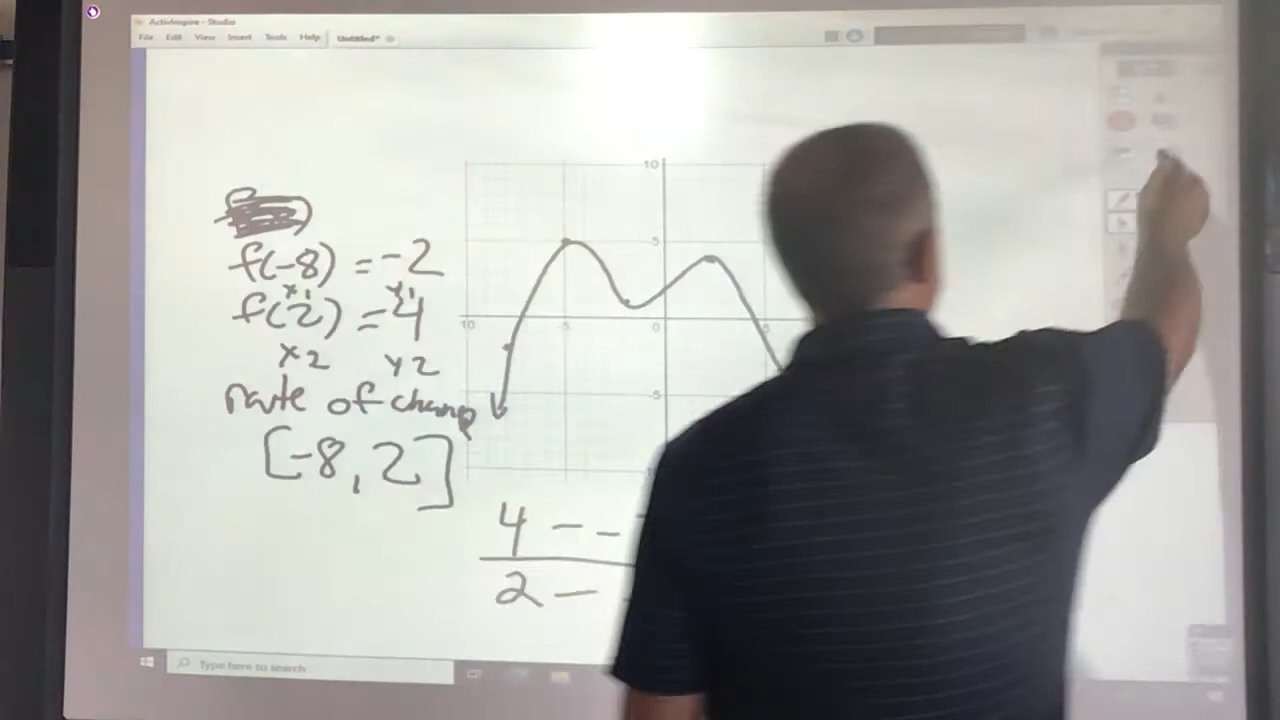 ActivInspire - Studio
File Edit View Insert Tools Help Untitled*
f(-8) = -2
x1 y1
f(2) = 4
x2 y2
rate of change
[-8, 2]
10
5
10 -5 0 5
-5
4 - -
2 -
Type here to search